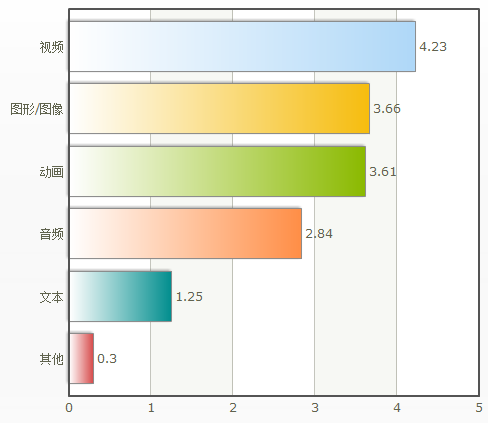 视频 4.23
图形/图像 3.66
动画 3.61
音频 2.84
文本 1.25
其他 0.3
0 1 2 3 4 5